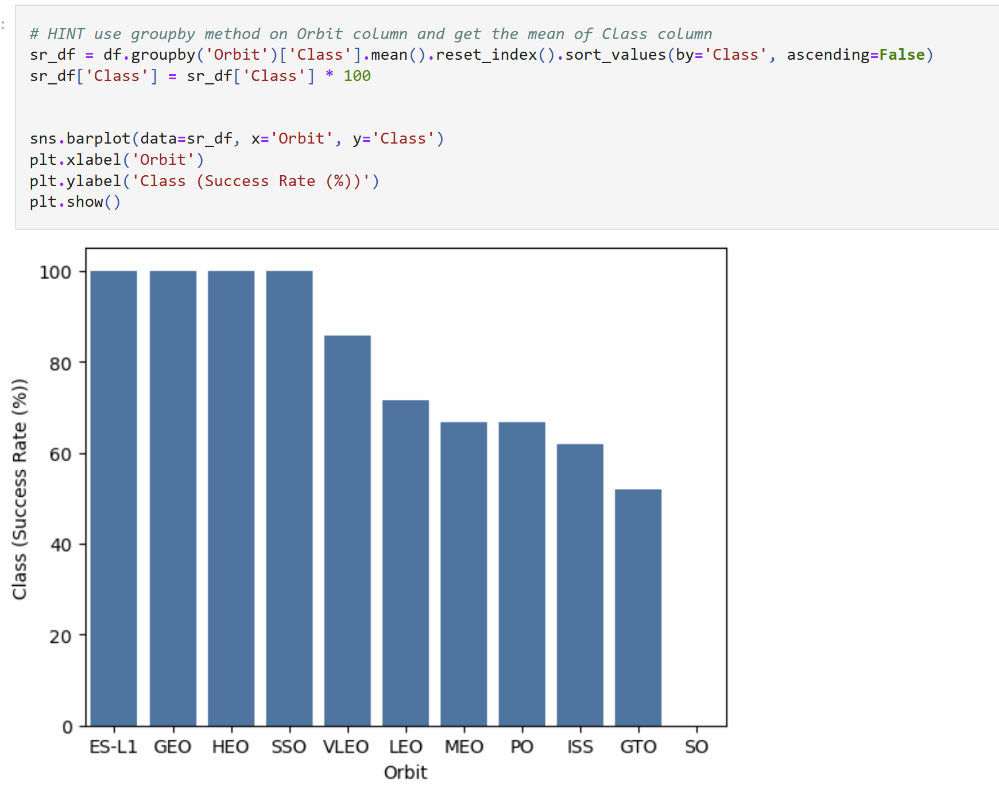 :
# HINT use groupby method on Orbit column and get the mean of Class column
sr_df = df.groupby('Orbit')['Class'].mean().reset_index().sort_values(by='Class', ascending=False)
sr_df['Class'] = sr_df['Class'] * 100
sns.barplot(data=sr_df, x='Orbit', y='Class')
plt.xlabel('Orbit')
plt.ylabel('Class (Success Rate (%))')
plt.show()
Class (Success Rate (%))
100
80
60
40
20
0
ES-L1 GEO HEO SSO VLEO LEO MEO PO ISS GTO SO
Orbit